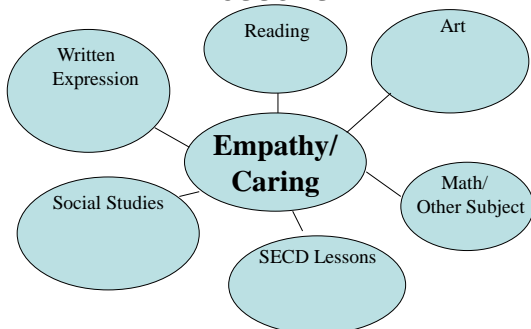 Reading
Art
Written
Expression
Empathy/
Caring
Social Studies
Math/
Other Subject
SECD Lessons